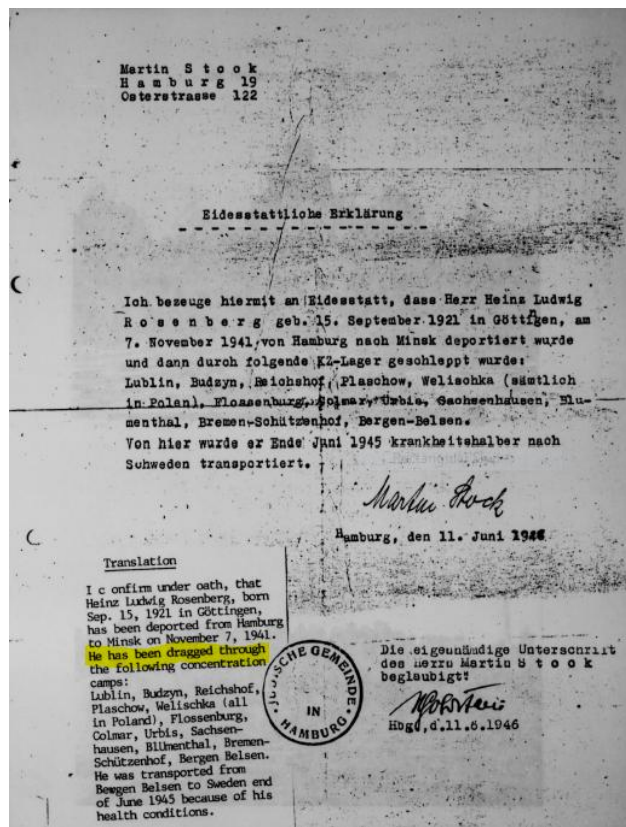 Martin S t o c k
H a m b u r g 19
Osterstrasse 122
Eidesstattliche Erklärung
Ich bezeuge hiermit an Eidesstatt, dass Herr Heinz Ludwig
R o s e n b e r g geb. 15. September 1921 in Göttingen, am
7. November 1941, von Hamburg nach Minsk deportiert wurde
und dann durch folgende KZ-Lager geschleppt wurde:
Lublin, Budzyn, Reichshof, Plaschow, Welischka (sämtlich
in Polen), Flossenburg, Colmar, Urbis, Sachsenhausen, Blu-
menthal, Bremen-Schützenhof, Bergen-Belsen.
Von hier wurde er Ende Juni 1945 krankheitshalber nach
Schweden transportiert.
Martin Stock
Hamburg, den 11. Juni 1946
Translation
I c onfirm under oath, that
Heinz Ludwig Rosenberg, born
Sep. 15, 1921 in Göttingen,
has been deported from Hamburg
to Minsk on November 7, 1941.
He has been dragged through
the following concentration
camps:
Lublin, Budzyn, Reichshof,
Plaschow, Welischka (all
in Poland), Flossenburg,
Colmar, Urbis, Sachsen-
hausen, Blümenthal, Bremen-
Schützenhof, Bergen Belsen.
He was transported from
Bewgen Belsen to Sweden end
of June 1945 because of his
health conditions.
JÜDISCHE GEMEINDE
IN
HAMBURG
Die eigenhändige Unterschrift
des Herrn Martin S t o c k
beglaubigt:
Hbg, d.11.6.1946